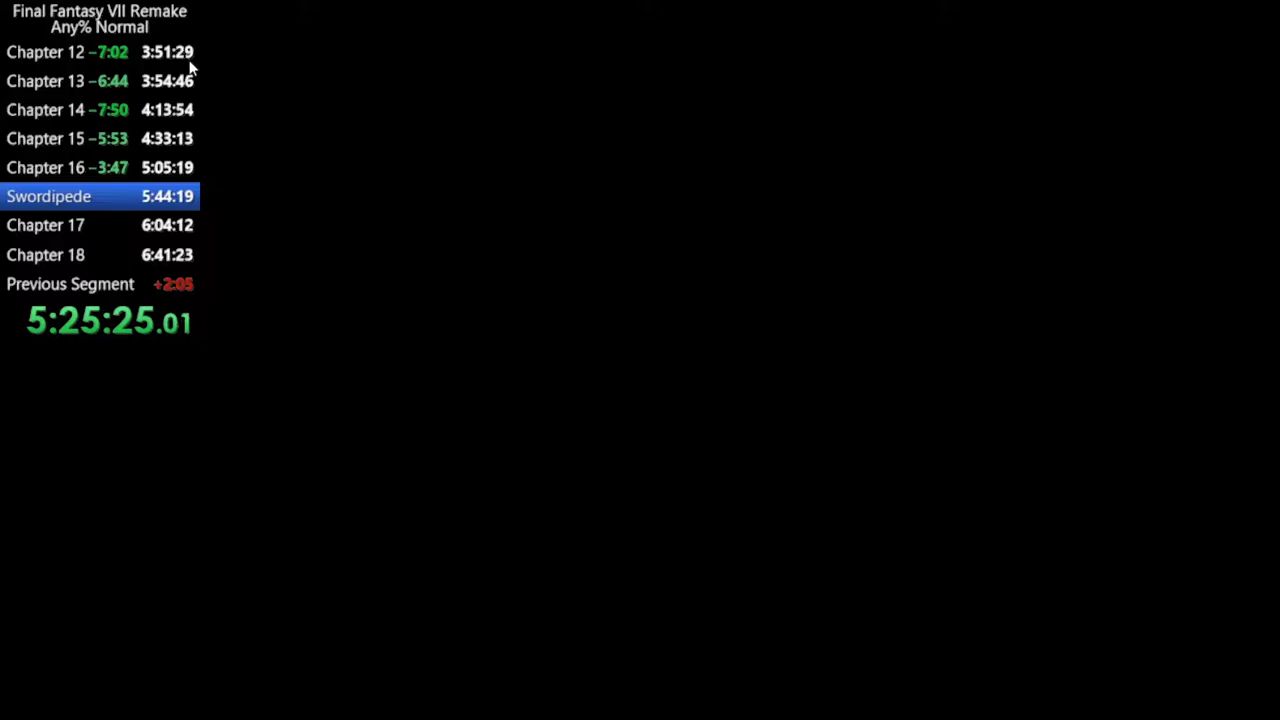 Final Fantasy VII Remake
Any% Normal
Chapter 12 −7:02 3:51:29
Chapter 13 −6:44 3:54:46
Chapter 14 −7:50 4:13:54
Chapter 15 −5:53 4:33:13
Chapter 16 −3:47 5:05:19
Swordipede 5:44:19
Chapter 17 6:04:12
Chapter 18 6:41:23
Previous Segment +2:05
5:25:25.01